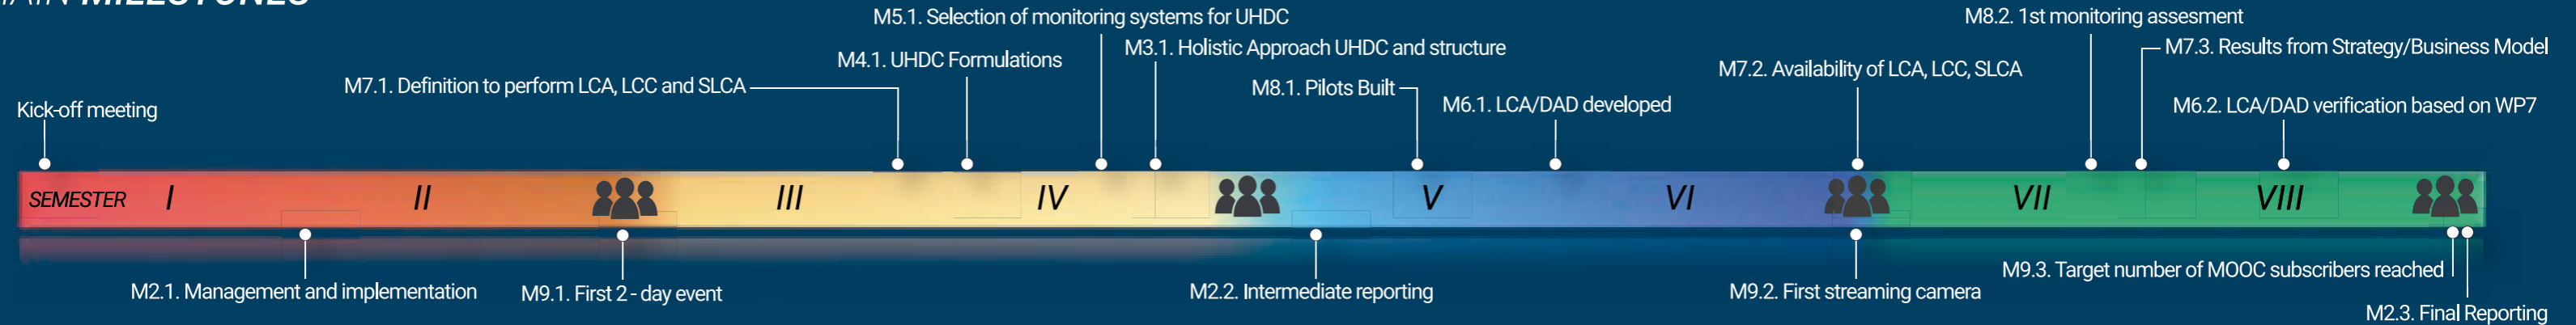 MILESTONES
M5.1. Selection of monitoring systems for UHDC
M8.2. 1st monitoring assesment
M3.1. Holistic Approach UHDC and structure
M7.3. Results from Strategy/Business Model
M4.1. UHDC Formulations
M7.2. Availability of LCA, LCC, SLCA
M7.1. Definition to perform LCA, LCC and SLCA
M8.1. Pilots Built
M6.1. LCA/DAD developed
M6.2. LCA/DAD verification based on WP7
Kick-off meeting
SEMESTER I II III IV V VI VII VIII
M9.3. Target number of MOOC subscribers reached
M2.1. Management and implementation
M9.1. First 2 - day event
M2.2. Intermediate reporting
M9.2. First streaming camera
M2.3. Final Reporting